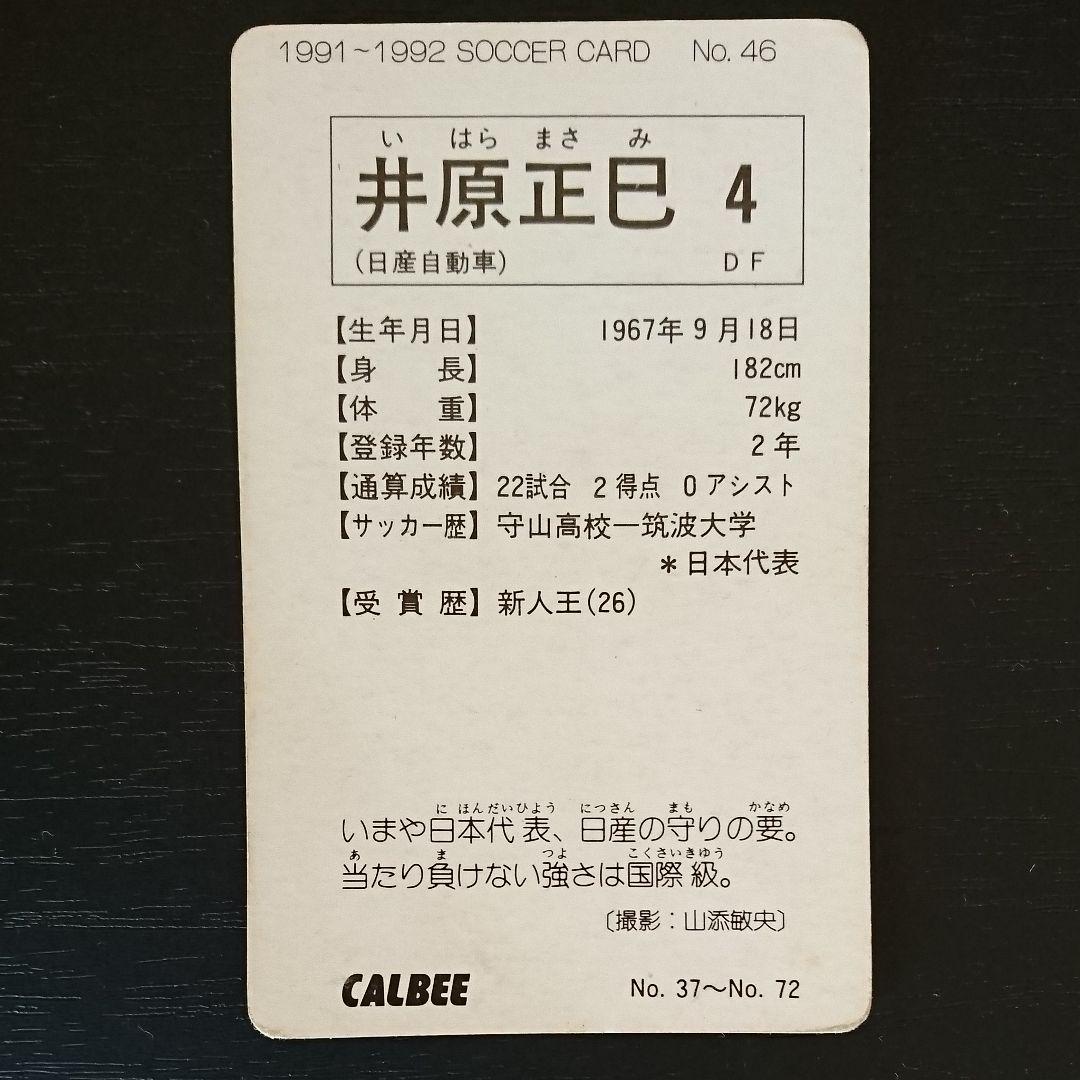 1991~1992 SOCCER CARD No. 46
い はら まさ み
井原正巳 4
(日産自動車) DF
【生年月日】 1967年9月18日
【身長】 182cm
【体重】 72kg
【登録年数】 2年
【通算成績】 22試合 2得点 0アシスト
【サッカー歴】 守山高校―筑波大学
*日本代表
【受賞歴】 新人王(26)
に ほんだいひよう につさん まも かなめ
いまや日本代表、日産の守りの要。
あ ま つよ こくさいきゆう
当たり負けない強さは国際級。
〔撮影：山添敏央〕
CALBEE No. 37〜No. 72